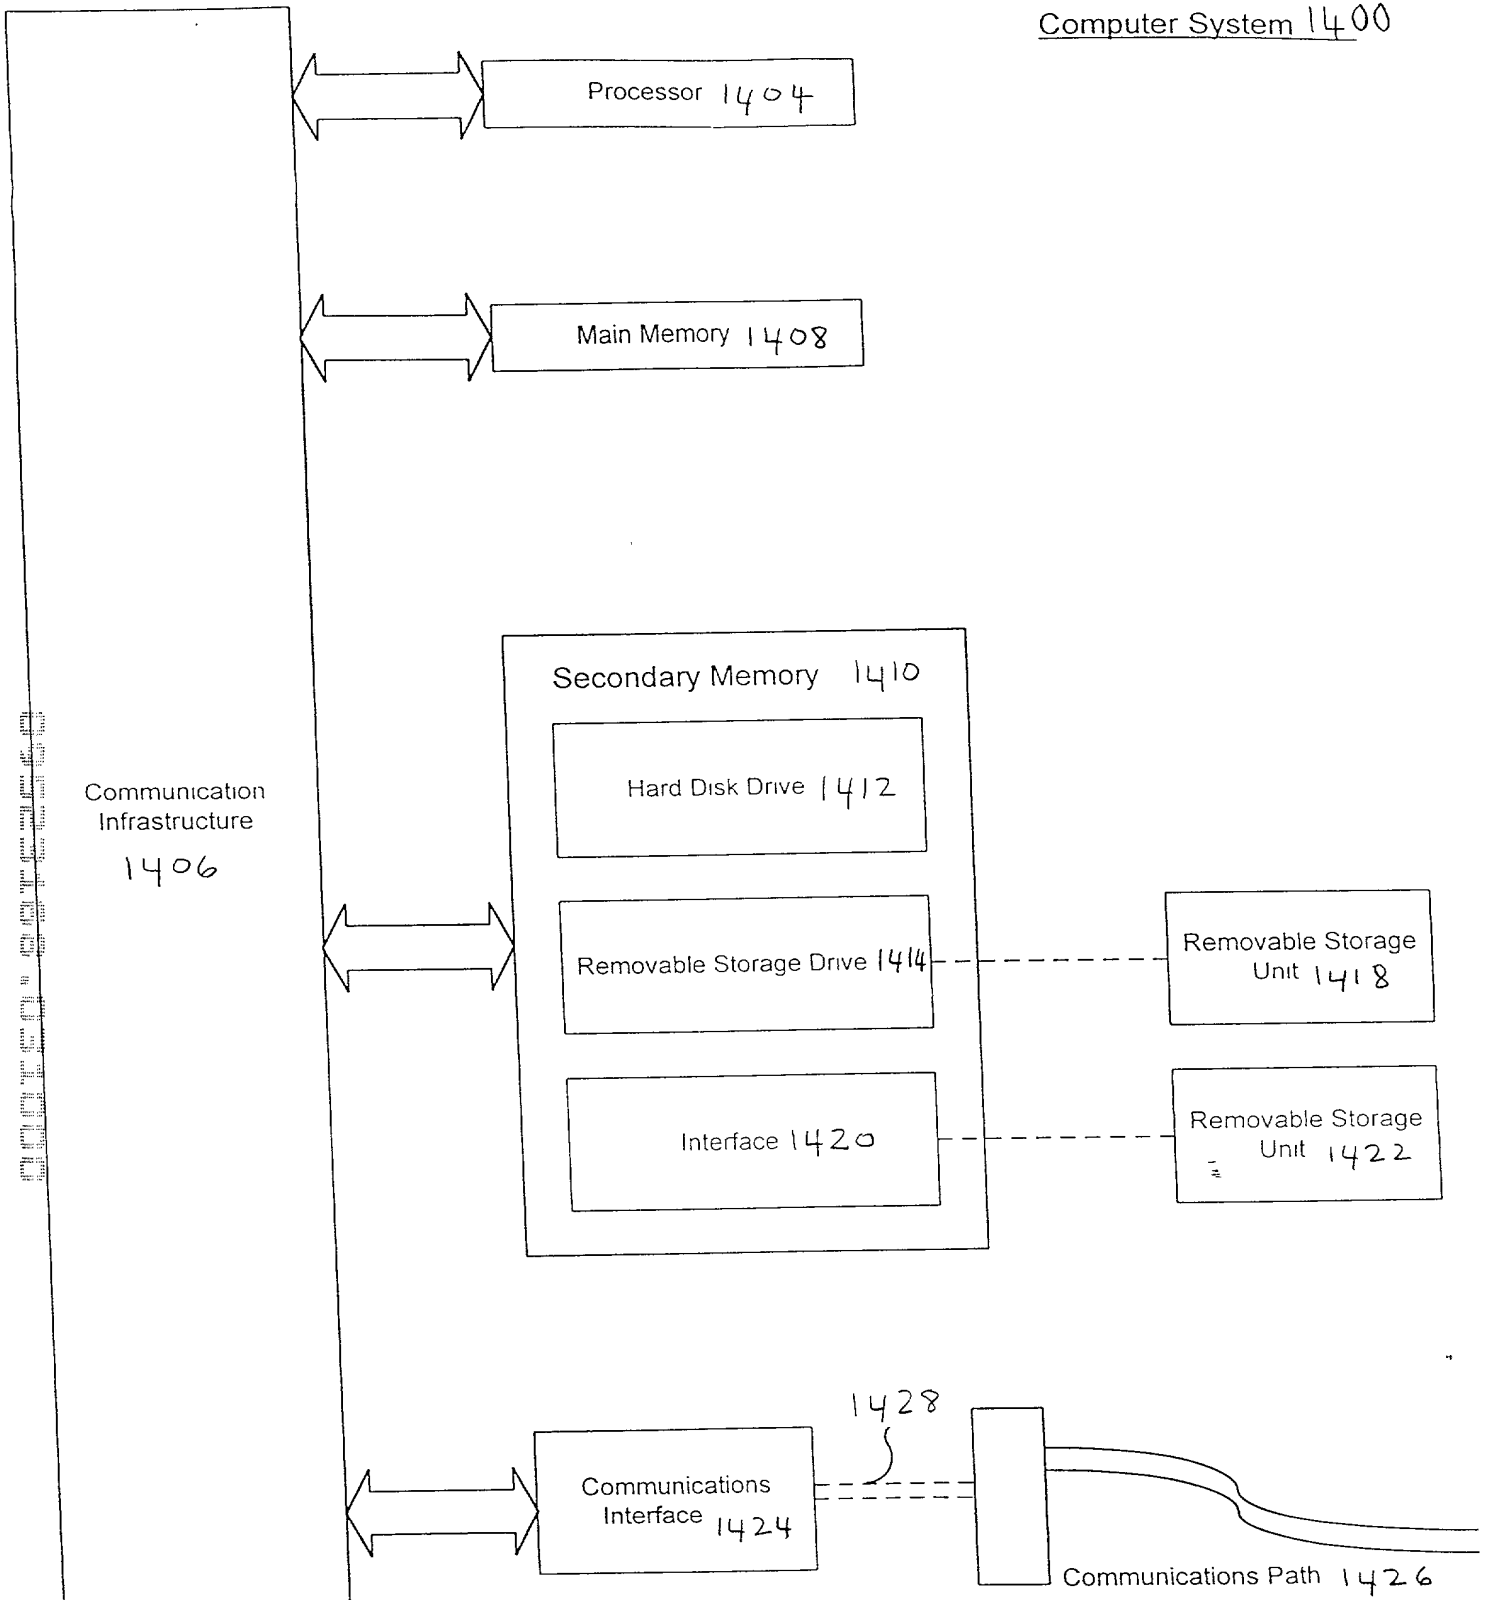 Computer System 1400
Processor 1404
Main Memory 1408
Secondary Memory 1410
Hard Disk Drive 1412
Communication
Infrastructure
1406
Removable Storage Drive 1414
Removable Storage
Unit 1418
Interface 1420
Removable Storage
Unit 1422
1428
Communications
Interface 1424
Communications Path 1426